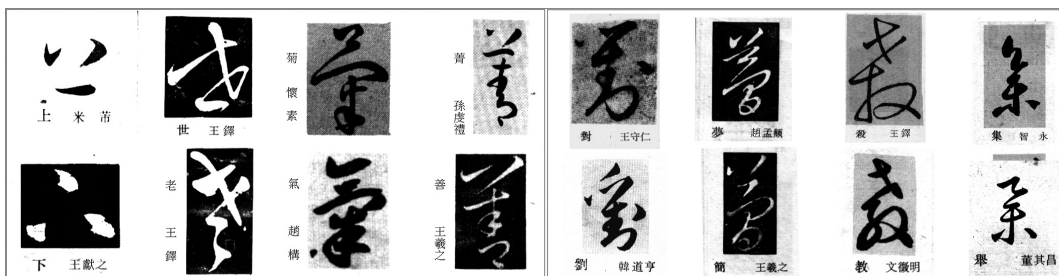 上 米芾
世 王鐸
菊 懷素
菁 孫虔禮
對 王守仁
夢 趙孟頫
殺 王鐸
集 智永
下 王獻之
老 王鐸
氣 趙構
善 王羲之
劉 韓道亨
簡 王羲之
教 文徵明
舉 董其昌